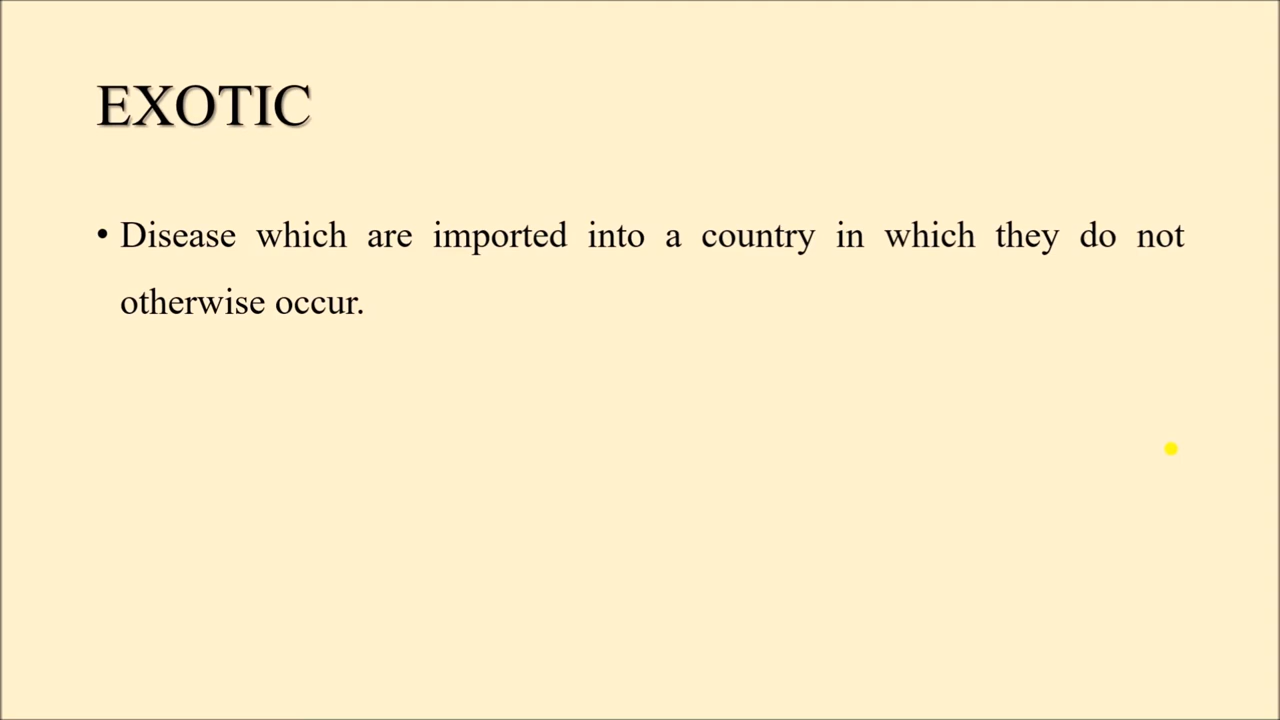 EXOTIC
• Disease which are imported into a country in which they do not
otherwise occur.